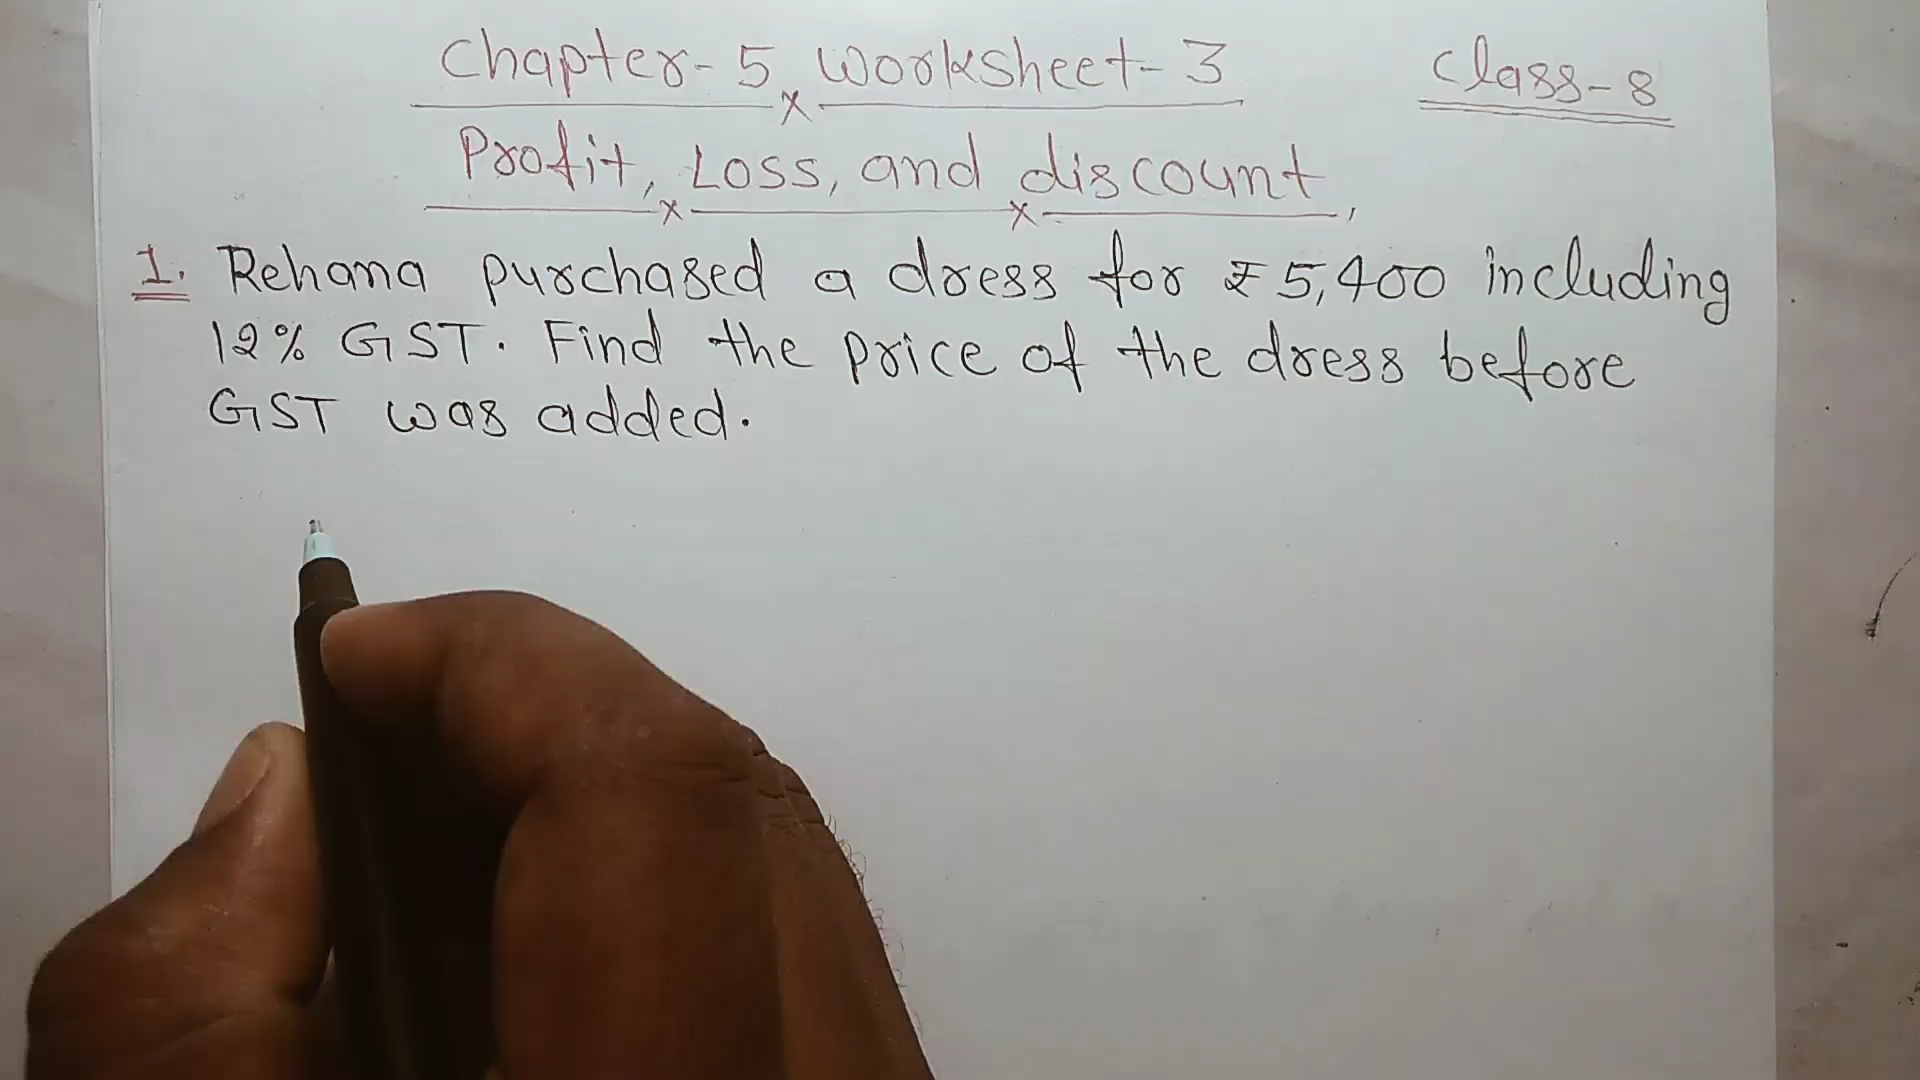 Chapter-5 Worksheet-3
Class-8
Profit, Loss, and discount
1. Rehana purchased a dress for ₹5,400 including
12% GST. Find the price of the dress before
GST was added.